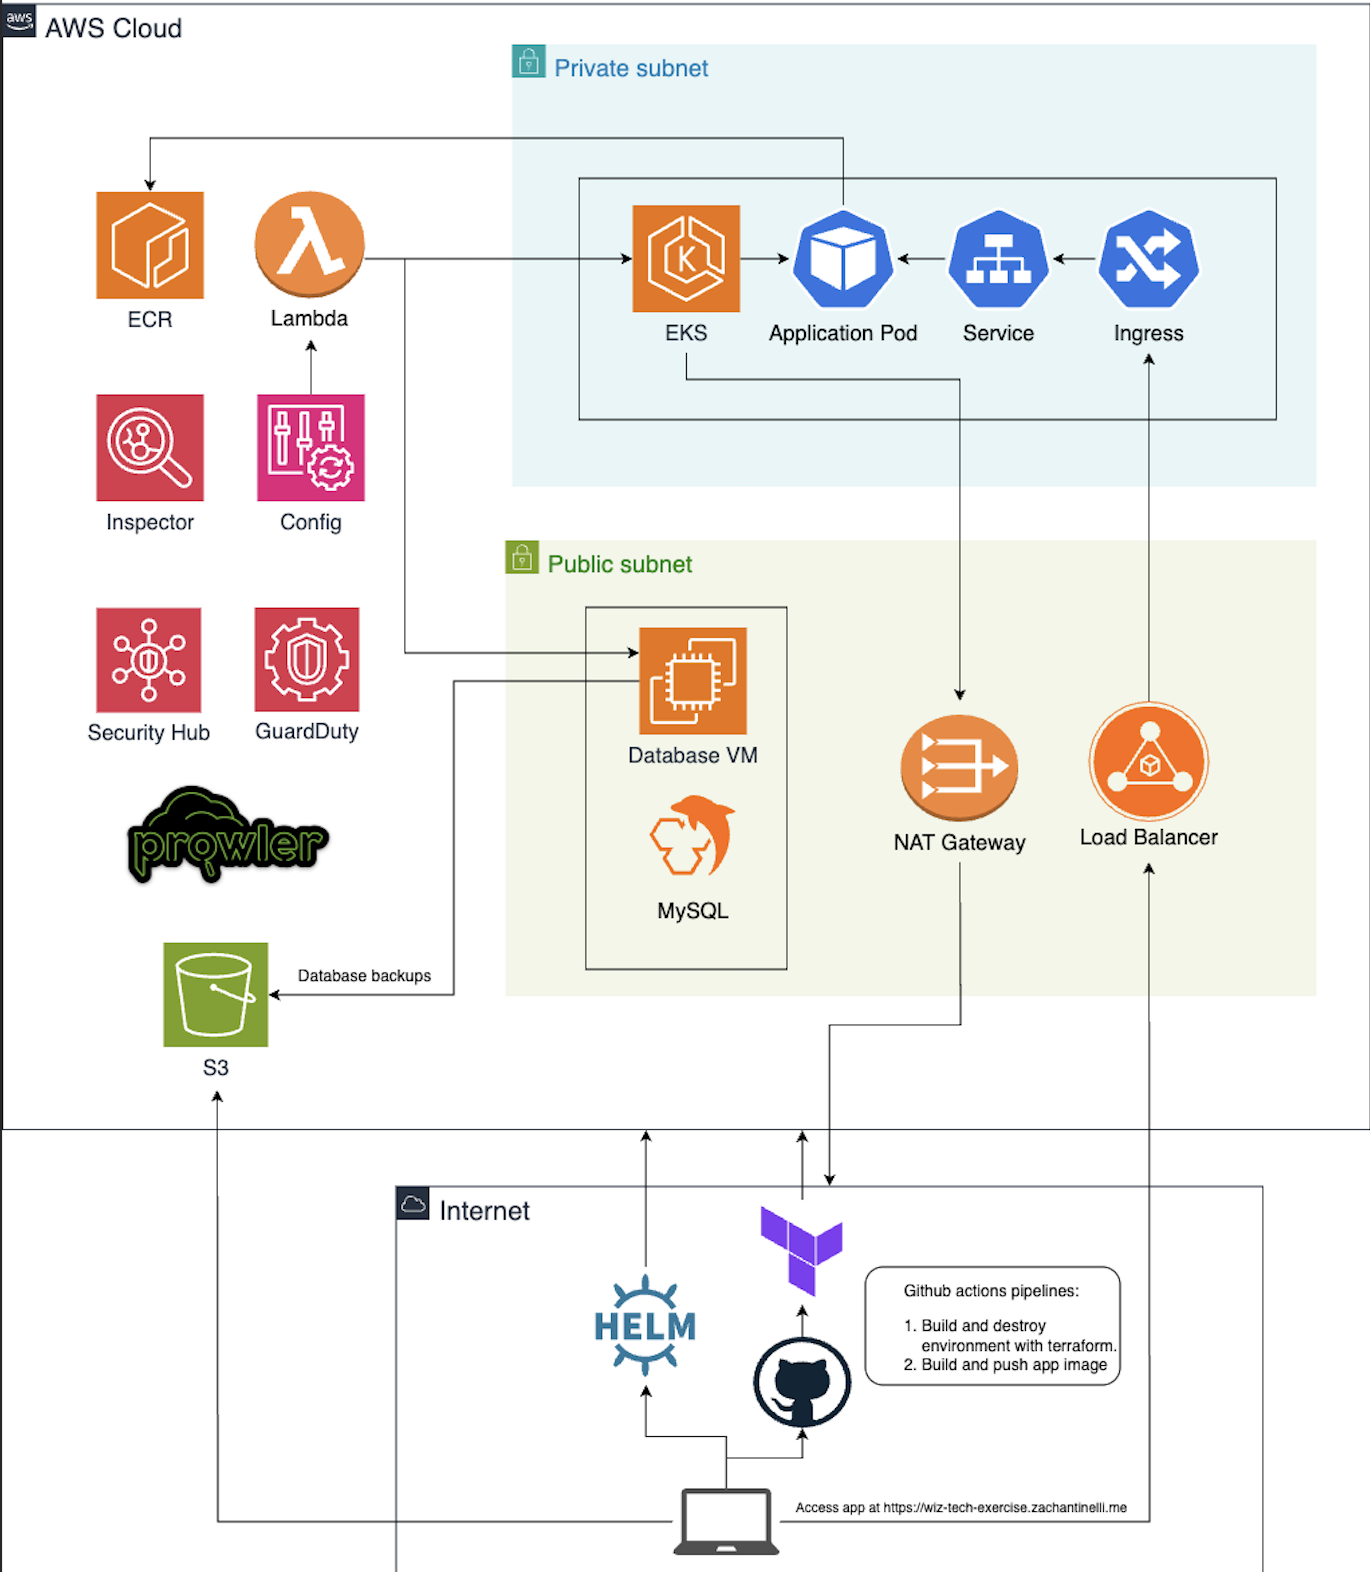 aws
AWS Cloud
Private subnet
ECR
Lambda
K
EKS
Application Pod
Service
Ingress
Inspector
Config
Public subnet
Security Hub
GuardDuty
Database VM
prowler
MySQL
NAT Gateway
Load Balancer
Database backups
S3
Internet
HELM
Github actions pipelines:
1. Build and destroy
environment with terraform.
2. Build and push app image
Access app at https://wiz-tech-exercise.zachantinelli.me